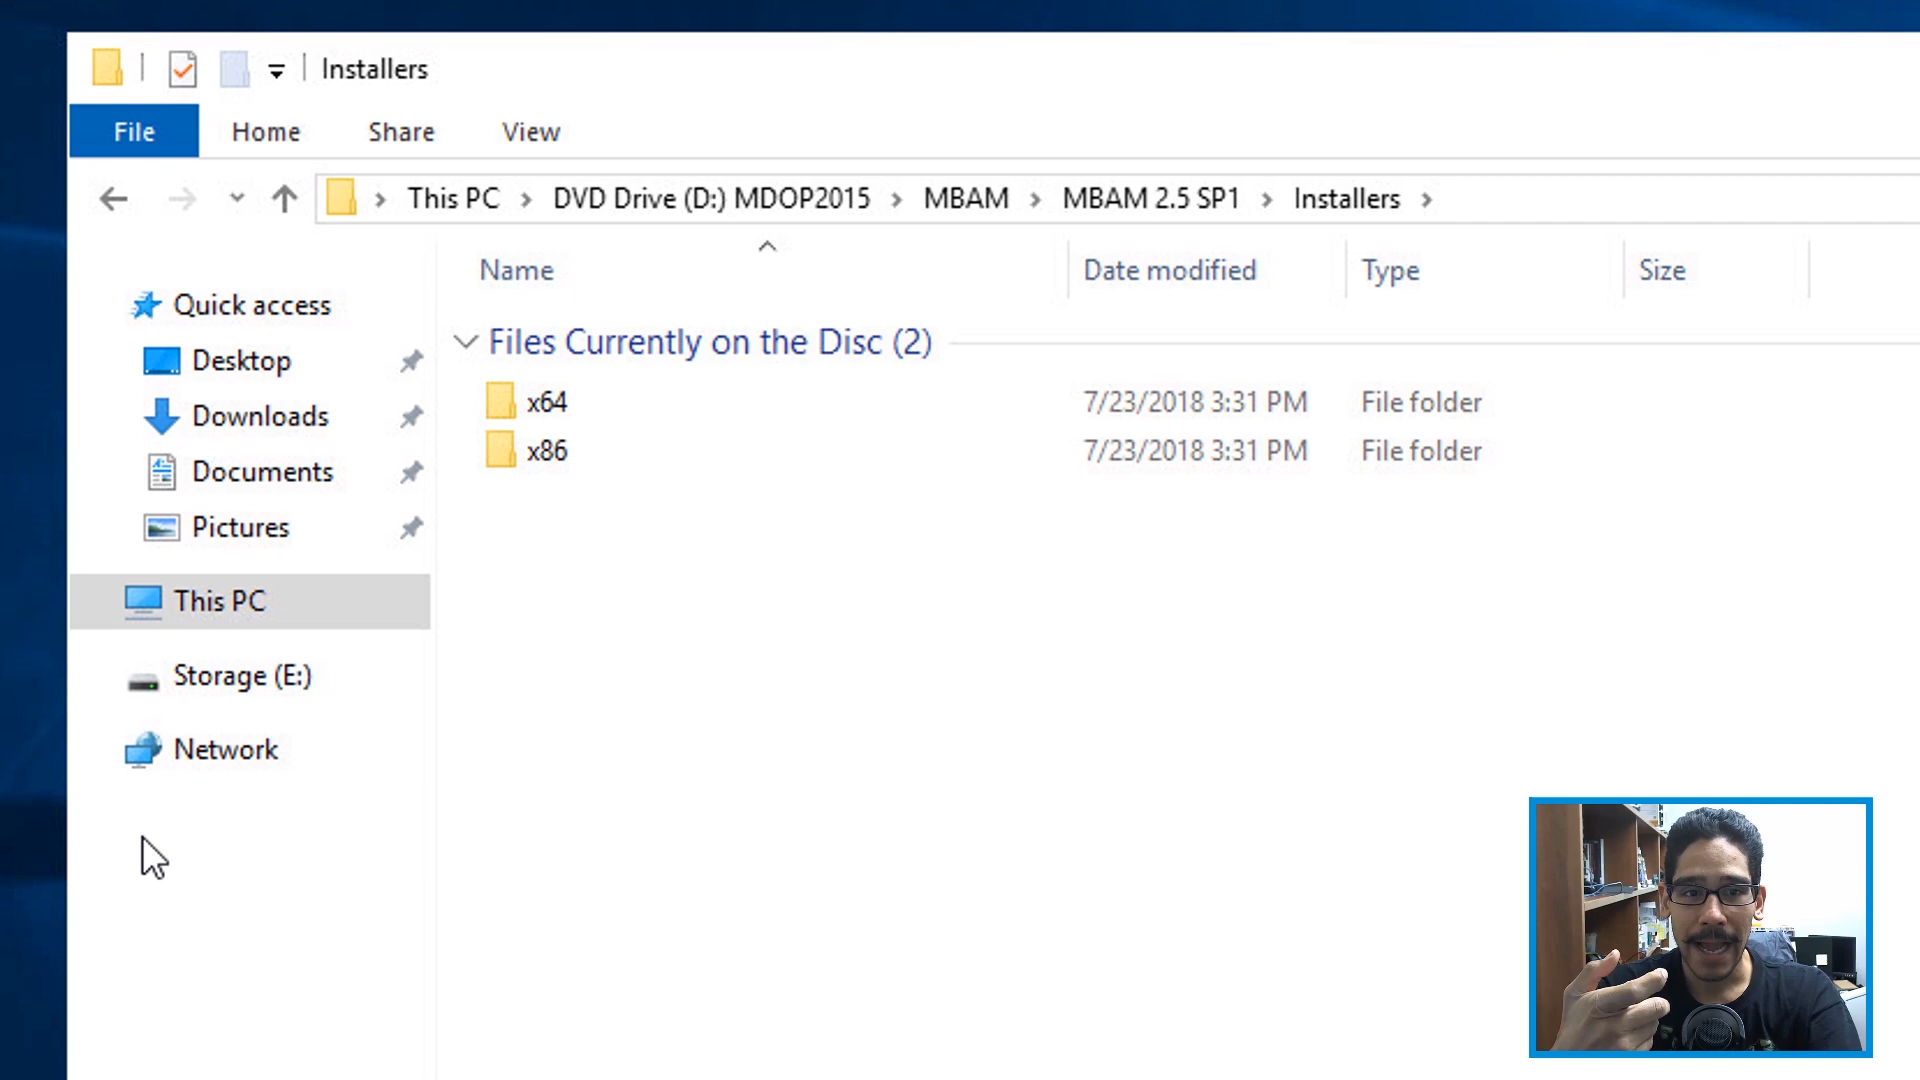 Installers
File Home Share View
This PC DVD Drive (D:) MDOP2015 MBAM MBAM 2.5 SP1 Installers
Name Date modified Type Size
Quick access
Desktop
Downloads
Documents
Pictures
This PC
Storage (E:)
Network
Files Currently on the Disc (2)
x64 7/23/2018 3:31 PM File folder
x86 7/23/2018 3:31 PM File folder